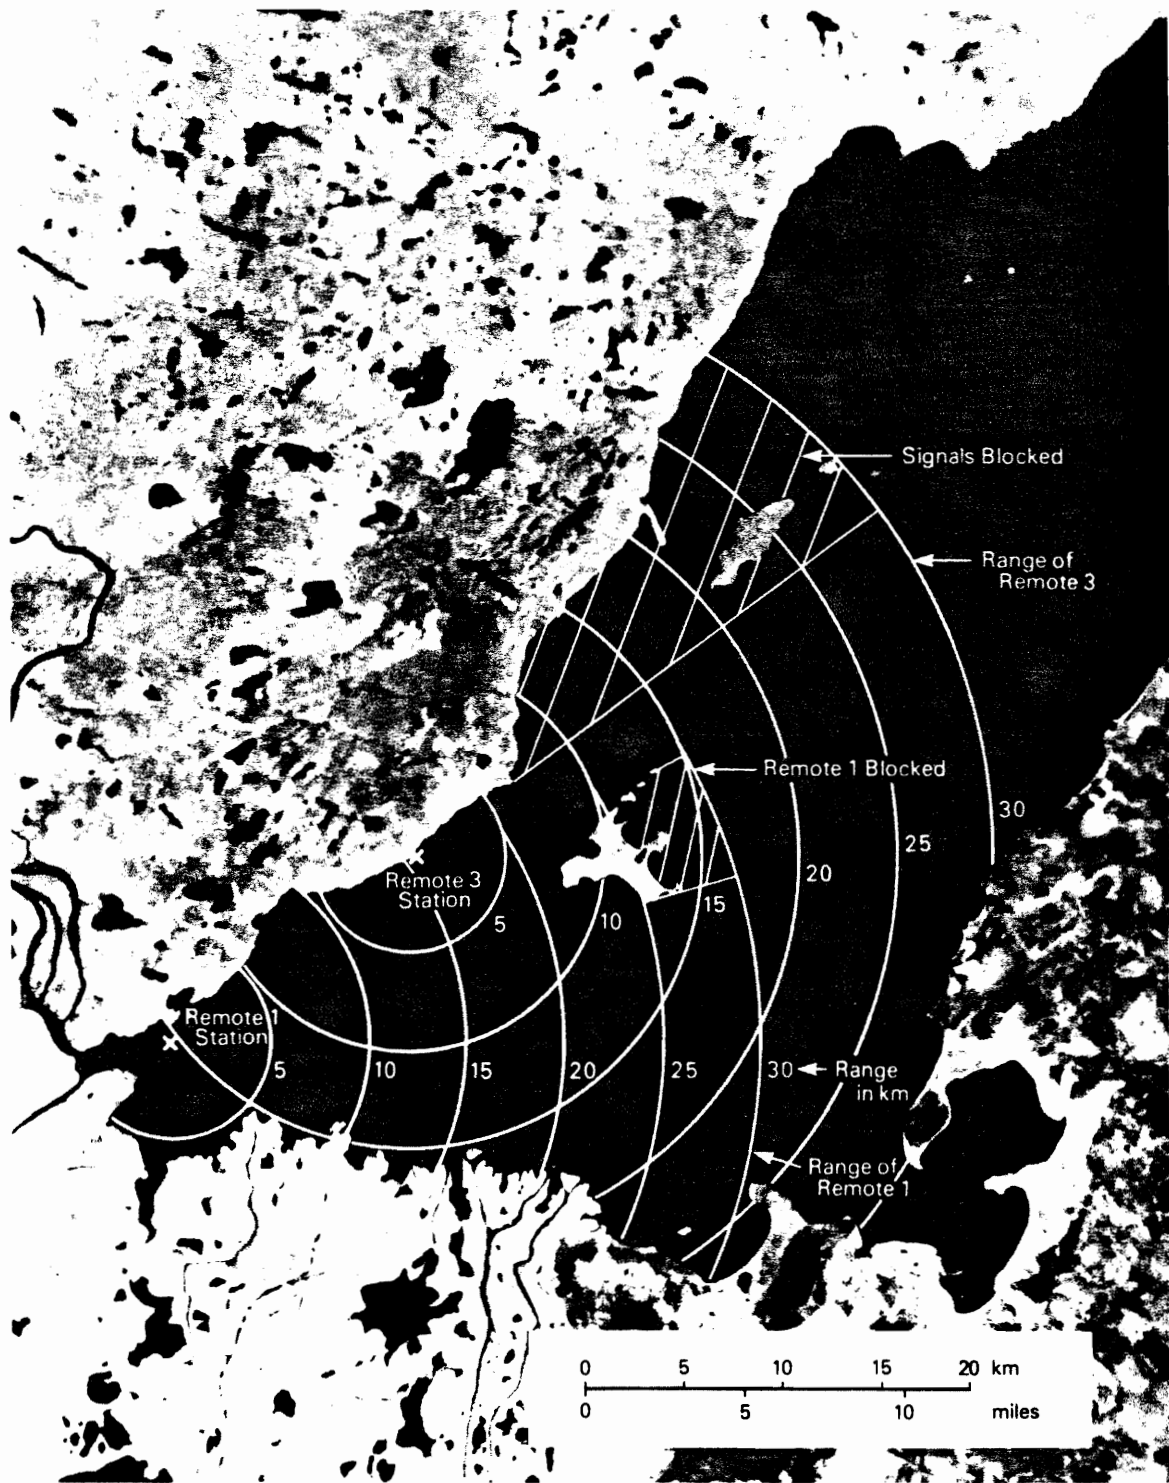 Signals Blocked
Range of
Remote 3
Remote 1 Blocked
30
25
20
Remote 3
Station
5
10
15
Remote 1
Station
5
10
15
20
25
30
Range
in km
Range of
Remote 1
0 5 10 15 20 km
0 5 10 miles